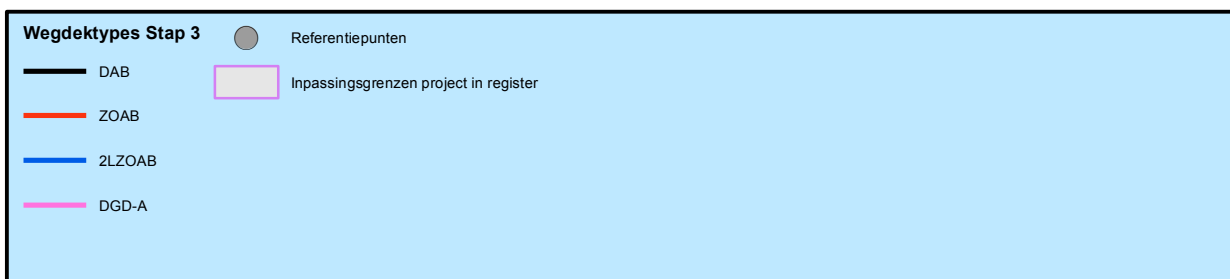 Wegdektypes Stap 3
DAB
ZOAB
2LZOAB
DGD-A
Referentiepunten
Inpassingsgrenzen project in register